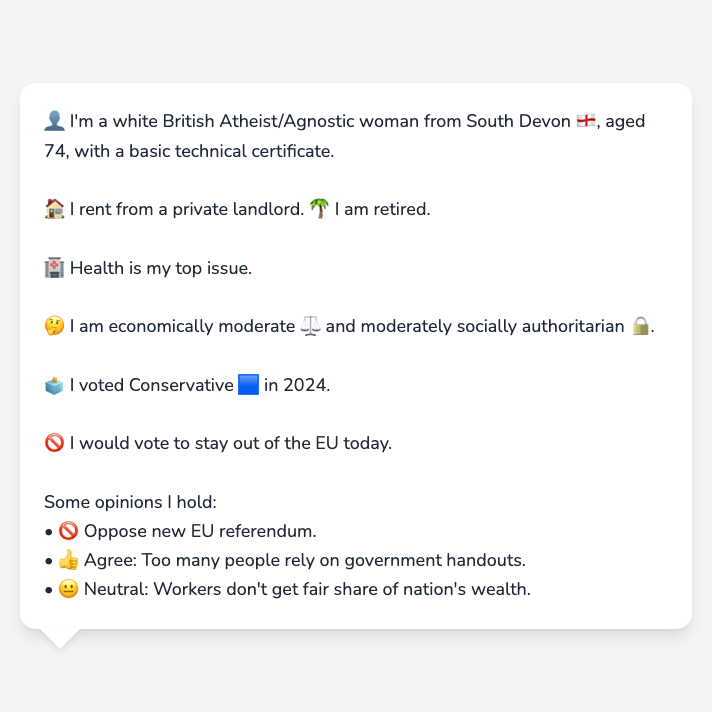 👤 I'm a white British Atheist/Agnostic woman from South Devon 🏴󠁧󠁢󠁥󠁮󠁧󠁿, aged
74, with a basic technical certificate.
🏠 I rent from a private landlord. 🌴 I am retired.
🏥 Health is my top issue.
🤔 I am economically moderate ⚖️ and moderately socially authoritarian 🔒.
🗳️ I voted Conservative 🟦 in 2024.
🚫 I would vote to stay out of the EU today.
Some opinions I hold:
• 🚫 Oppose new EU referendum.
• 👍 Agree: Too many people rely on government handouts.
• 😐 Neutral: Workers don't get fair share of nation's wealth.